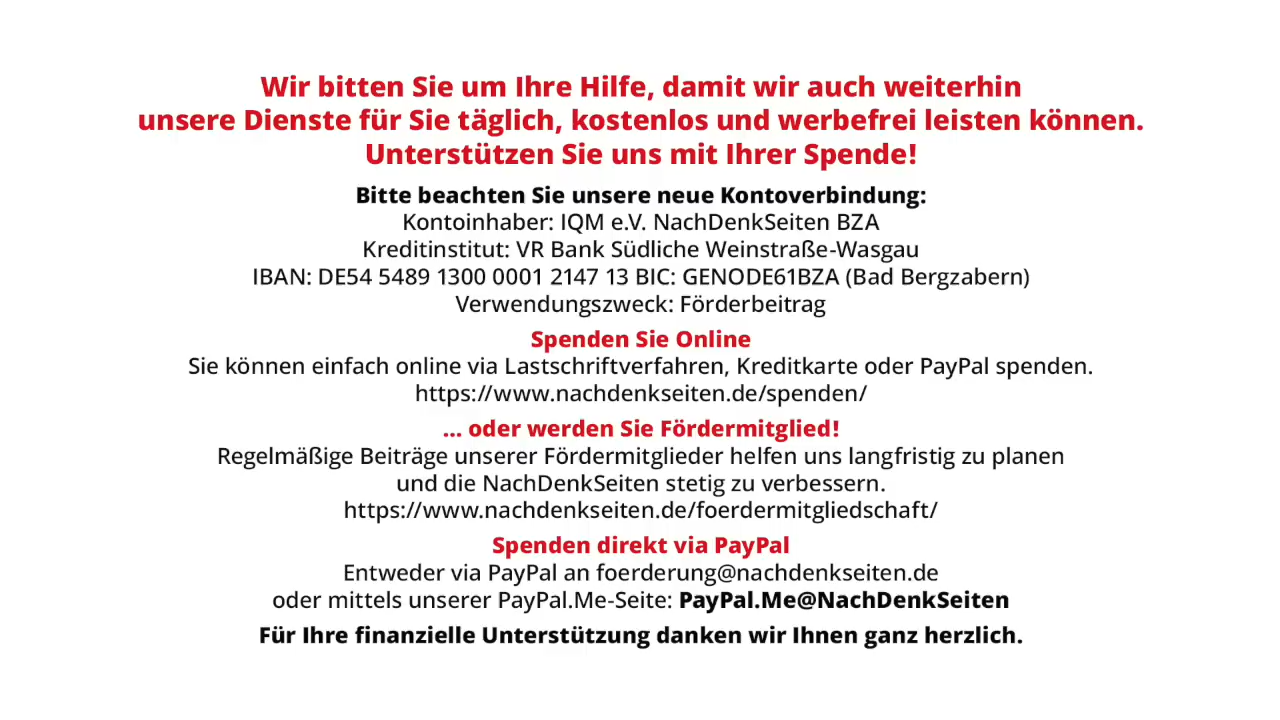 Wir bitten Sie um Ihre Hilfe, damit wir auch weiterhin
unsere Dienste für Sie täglich, kostenlos und werbefrei leisten können.
Unterstützen Sie uns mit Ihrer Spende!
Bitte beachten Sie unsere neue Kontoverbindung:
Kontoinhaber: IQM e.V. NachDenkSeiten BZA
Kreditinstitut: VR Bank Südliche Weinstraße-Wasgau
IBAN: DE54 5489 1300 0001 2147 13 BIC: GENODE61BZA (Bad Bergzabern)
Verwendungszweck: Förderbeitrag
Spenden Sie Online
Sie können einfach online via Lastschriftverfahren, Kreditkarte oder PayPal spenden.
https://www.nachdenkseiten.de/spenden/
... oder werden Sie Fördermitglied!
Regelmäßige Beiträge unserer Fördermitglieder helfen uns langfristig zu planen
und die NachDenkSeiten stetig zu verbessern.
https://www.nachdenkseiten.de/foerdermitgliedschaft/
Spenden direkt via PayPal
Entweder via PayPal an foerderung@nachdenkseiten.de
oder mittels unserer PayPal.Me-Seite: PayPal.Me@NachDenkSeiten
Für Ihre finanzielle Unterstützung danken wir Ihnen ganz herzlich.